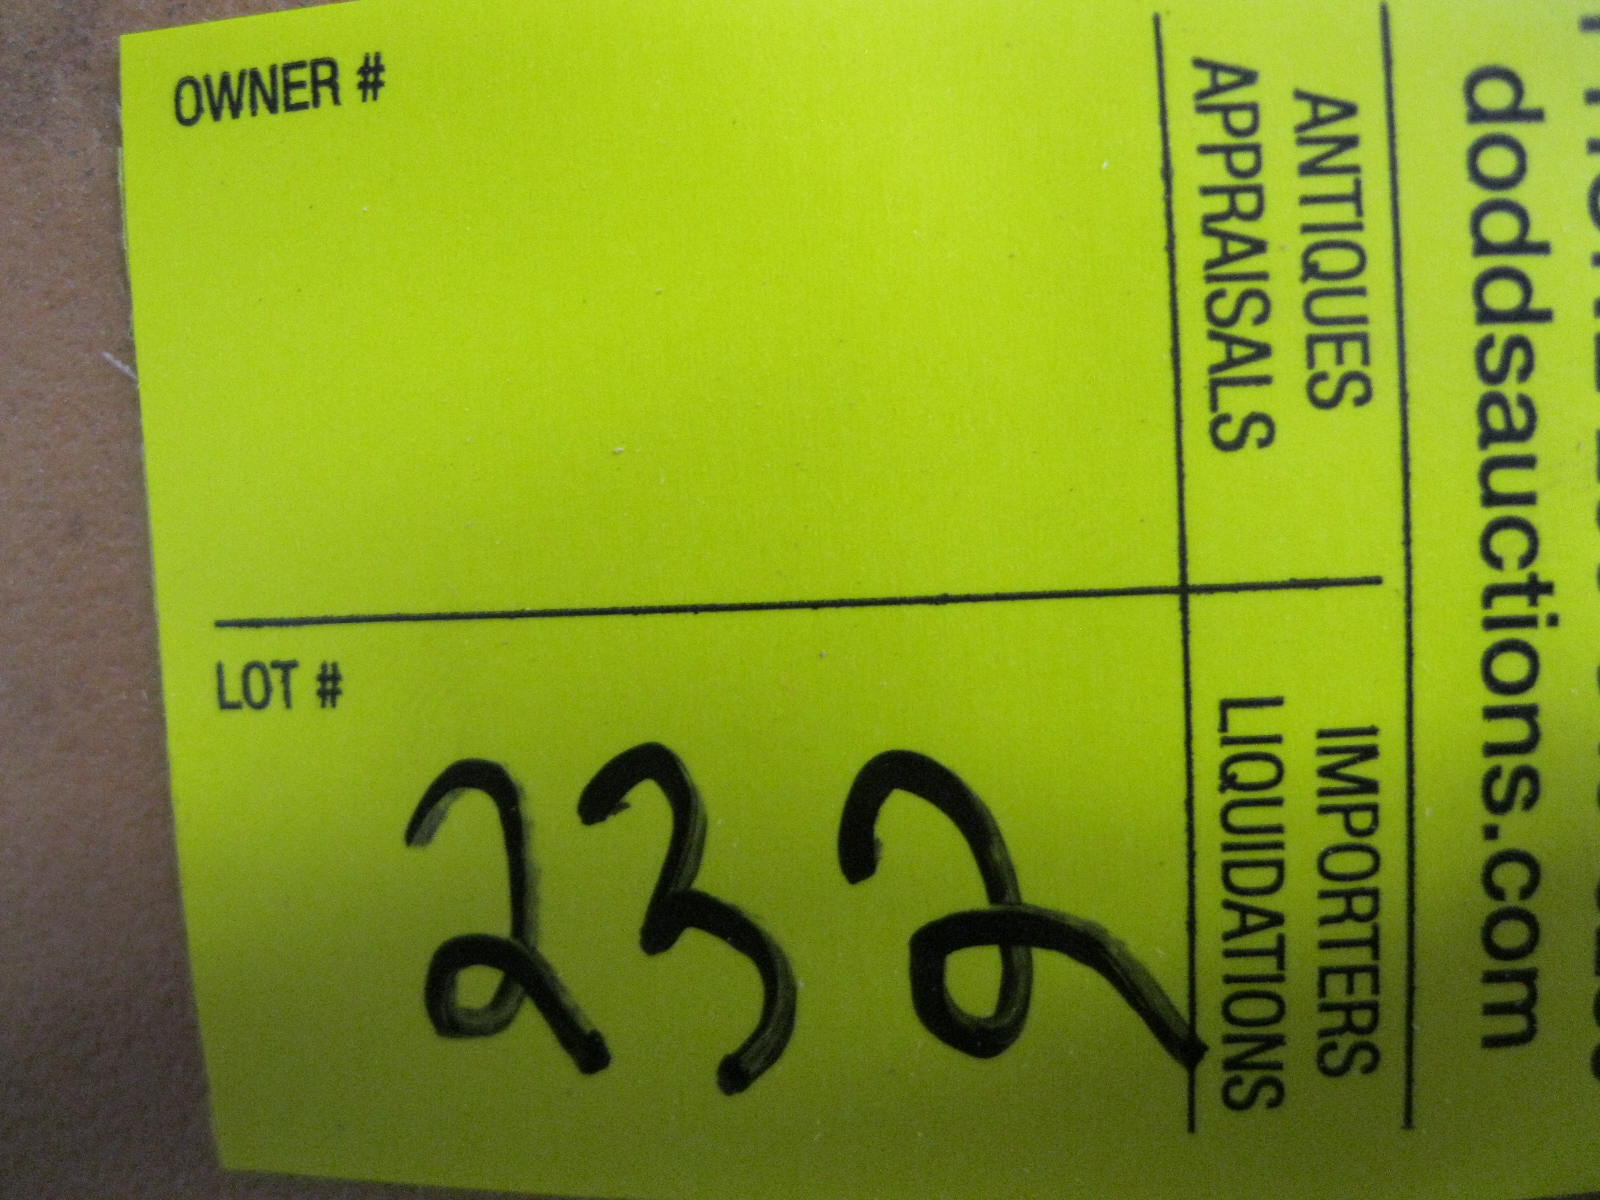 OWNER #
LOT #
232
ANTIQUES
APPRAISALS
IMPORTERS
LIQUIDATIONS
doddsauctions.com